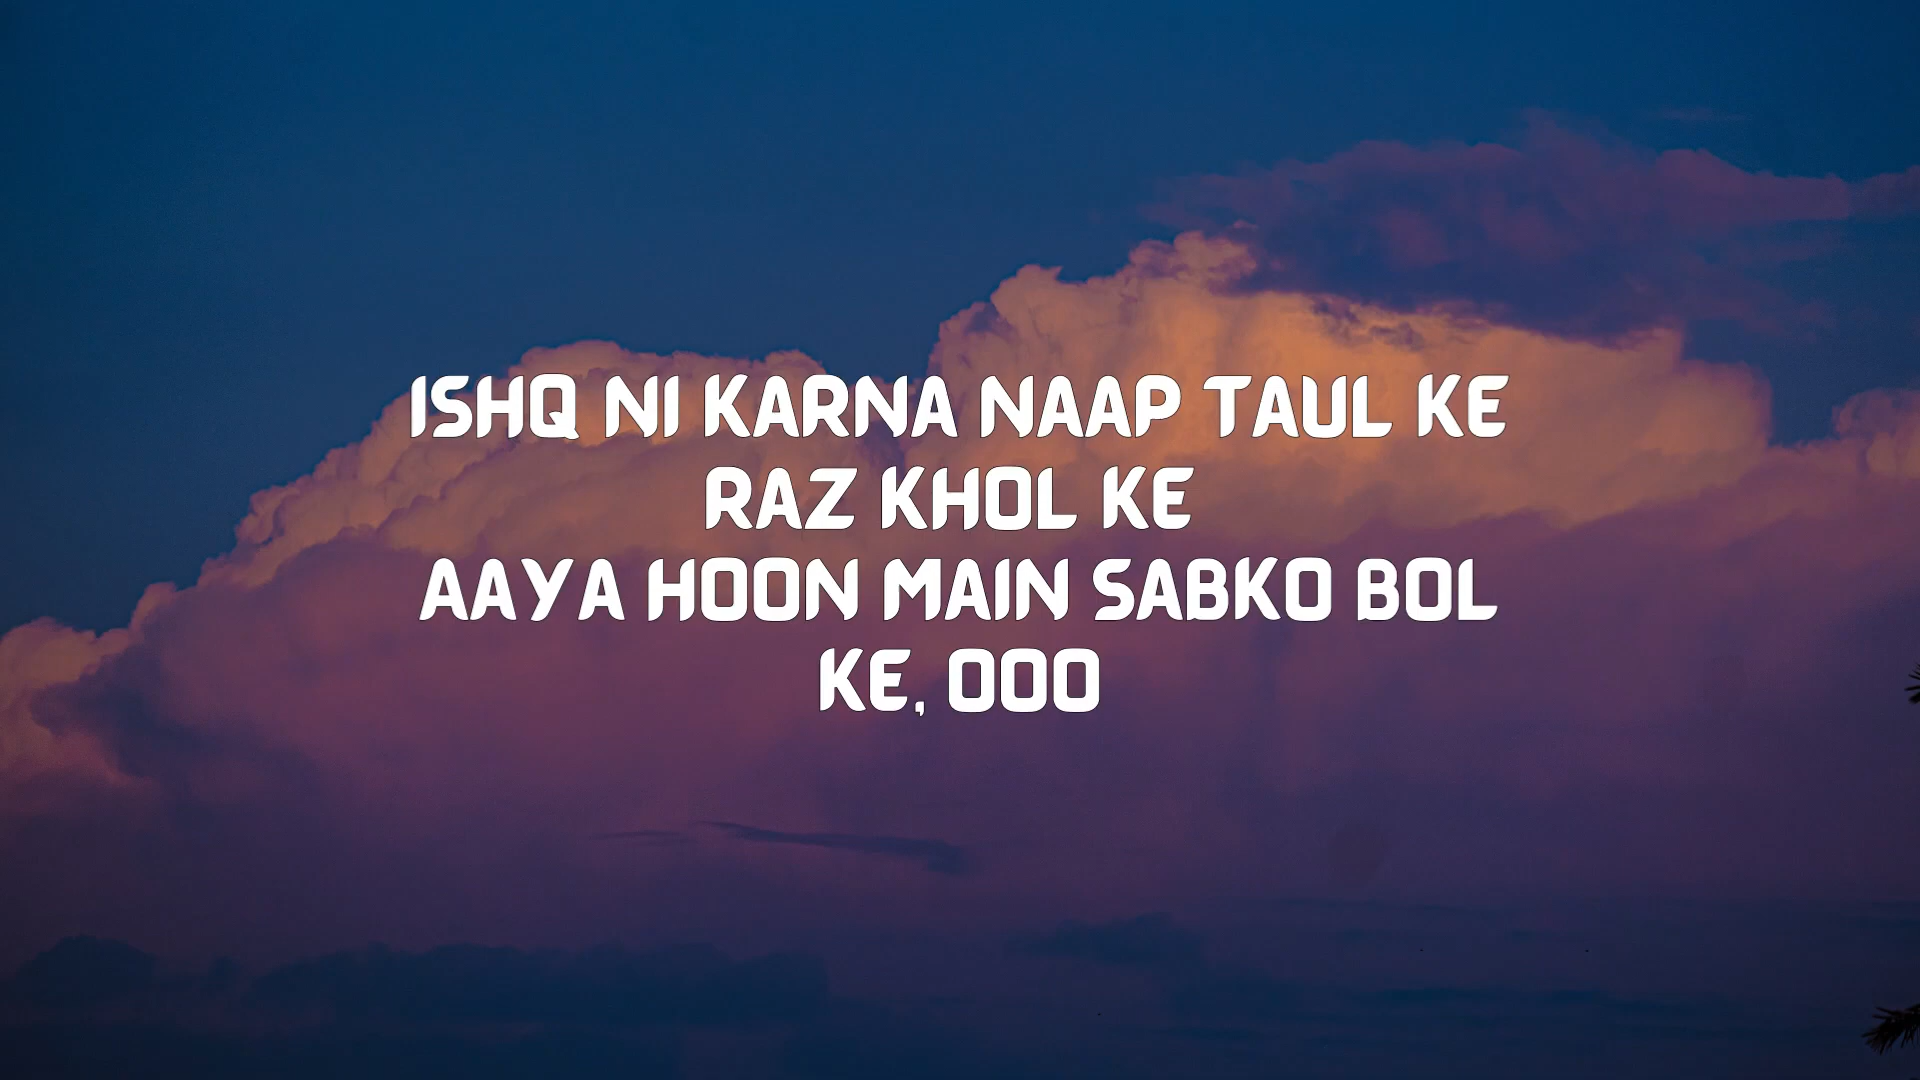 ISHQ NI KARNA NAAP TAUL KE
RAZ KHOL KE
AAYA HOON MAIN SABKO BOL
KE, OOO